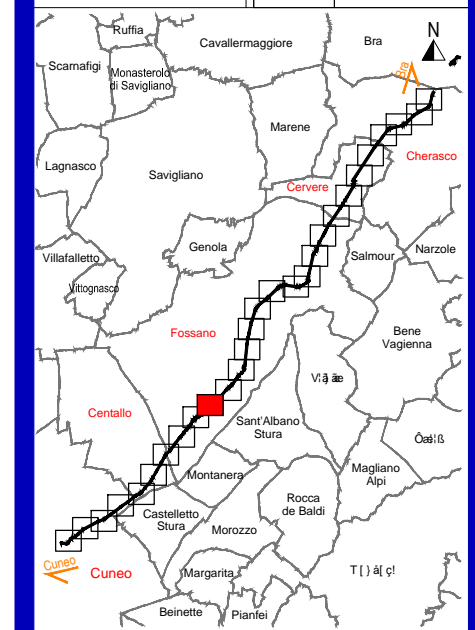 Ruffia
Cavallermaggiore
Bra
N
Scarnafigi
Monasterolo
di Savigliano
Bra
Marene
Cherasco
Lagnasco
Savigliano
Cervere
Villafalletto
Genola
Salmour
Narzole
Vittognasco
Fossano
Bene
Vagienna
Centallo
Sant'Albano
Stura
Montanera
Magliano
Alpi
Castelletto
Stura
Rocca
de Baldi
Morozzo
Cuneo
Cuneo
Margarita
Beinette
Pianfei